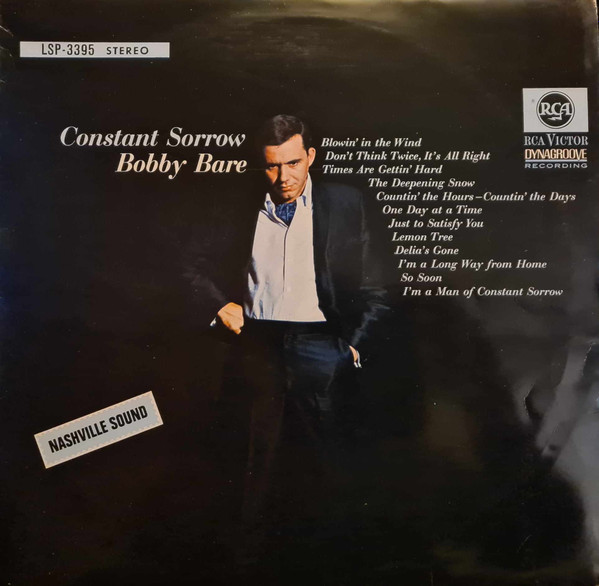 LSP-3395 STEREO
RCA
RCA VICTOR
DYNAGROOVE
RECORDING
Constant Sorrow
Bobby Bare
Blowin' in the Wind
Don't Think Twice, It's All Right
Times Are Gettin' Hard
The Deepening Snow
Countin' the Hours–Countin' the Days
One Day at a Time
Just to Satisfy You
Lemon Tree
Delia's Gone
I'm a Long Way from Home
So Soon
I'm a Man of Constant Sorrow
NASHVILLE SOUND